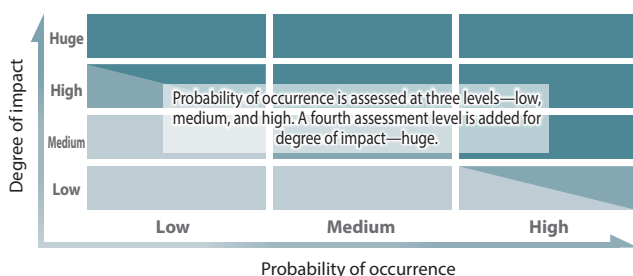 Degree of impact
Huge
High
Medium
Low
Probability of occurrence is assessed at three levels—low,
medium, and high. A fourth assessment level is added for
degree of impact—huge.
Low Medium High
Probability of occurrence